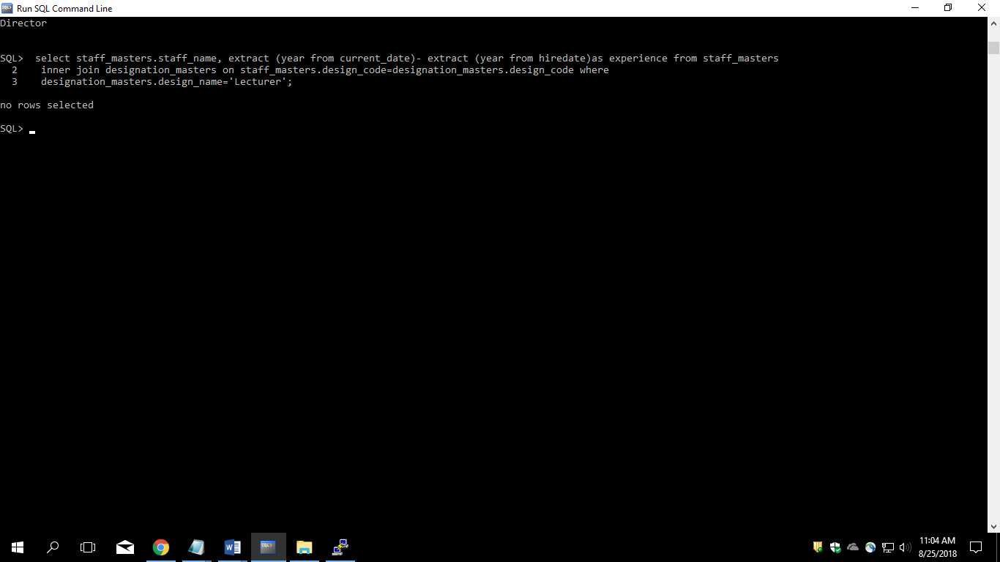 Run SQL Command Line
Director
SQL>  select staff_masters.staff_name, extract (year from current_date)- extract (year from hiredate)as experience from staff_masters
  2    inner join designation_masters on staff_masters.design_code=designation_masters.design_code where
  3    designation_masters.design_name='Lecturer';
no rows selected
SQL>
11:04 AM
8/25/2018